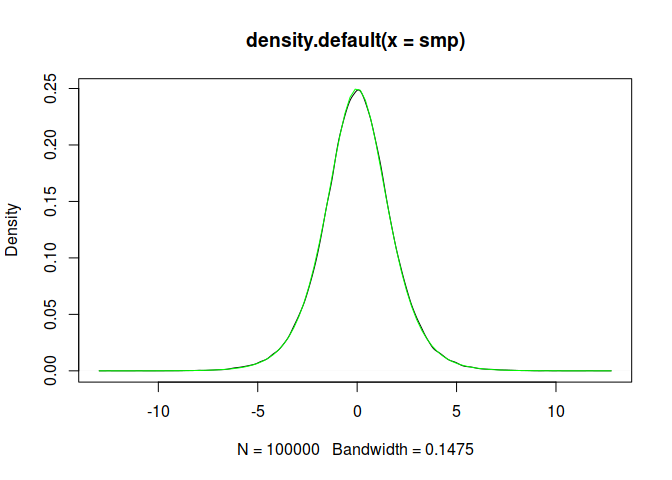 density.default(x = smp)
Density
0.25
0.20
0.15
0.10
0.05
0.00
-10 -5 0 5 10
N = 100000 Bandwidth = 0.1475